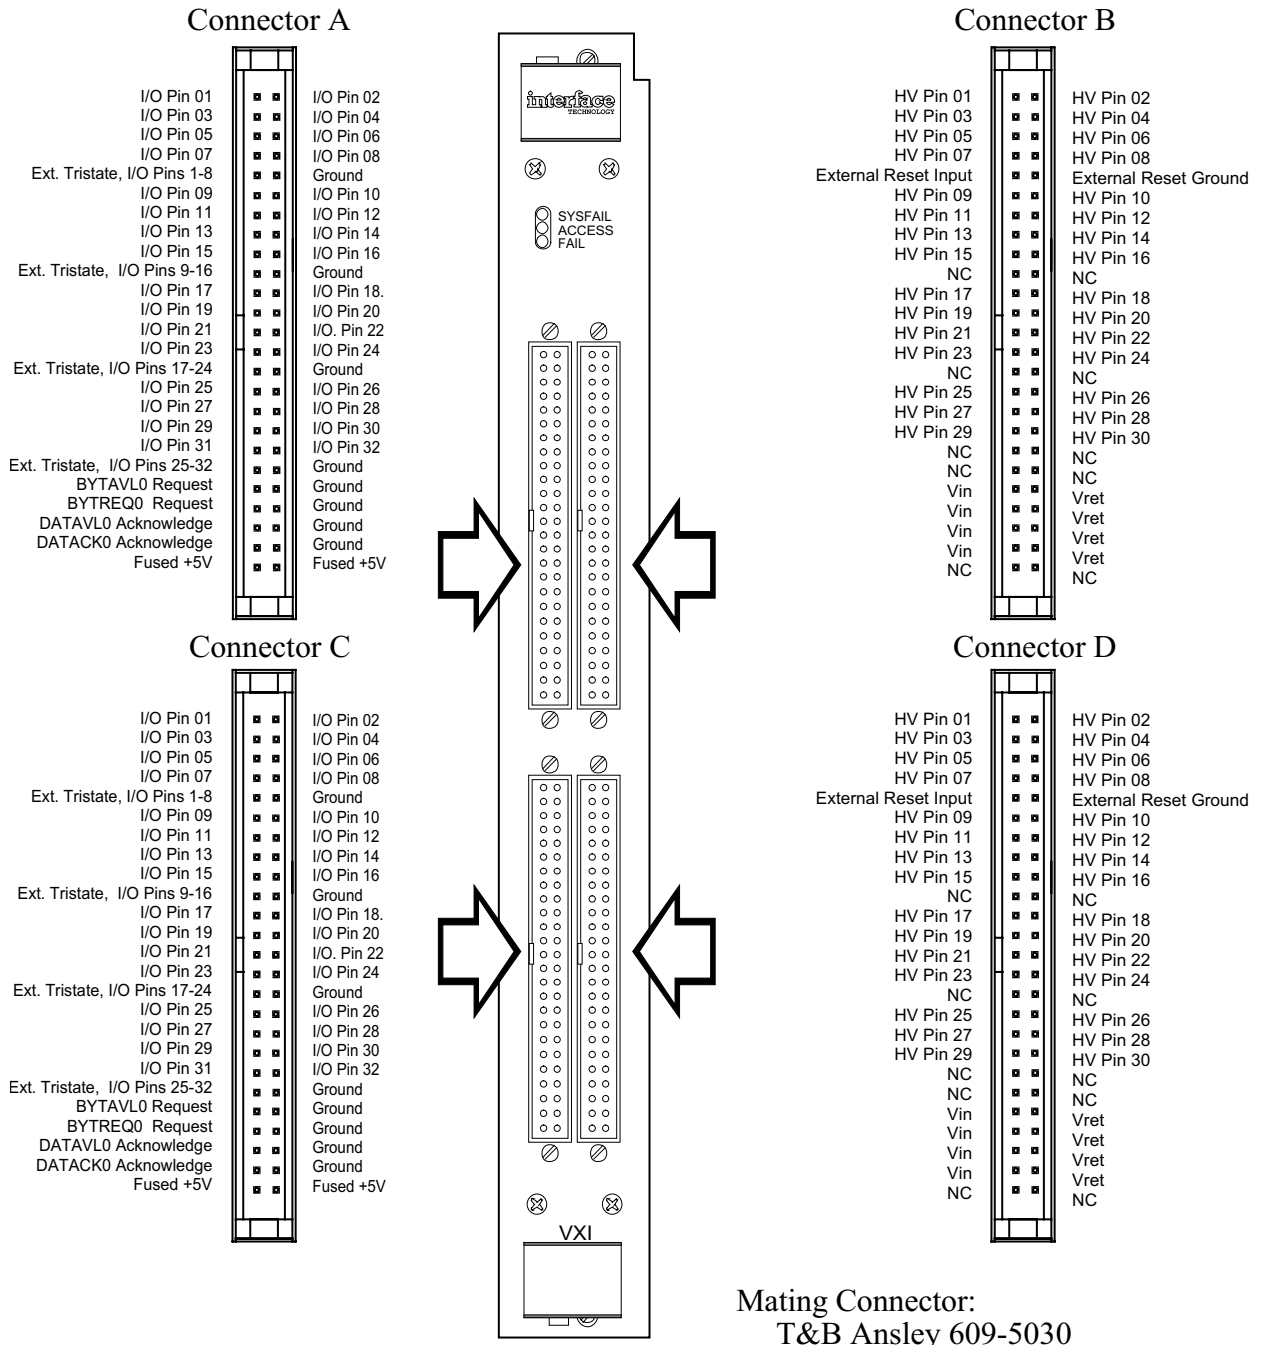 Connector A
I/O Pin 01 I/O Pin 02
I/O Pin 03 I/O Pin 04
I/O Pin 05 I/O Pin 06
I/O Pin 07 I/O Pin 08
Ext. Tristate, I/O Pins 1-8 Ground
I/O Pin 09 I/O Pin 10
I/O Pin 11 I/O Pin 12
I/O Pin 13 I/O Pin 14
I/O Pin 15 I/O Pin 16
Ext. Tristate, I/O Pins 9-16 Ground
I/O Pin 17 I/O Pin 18.
I/O Pin 19 I/O Pin 20
I/O Pin 21 I/O. Pin 22
I/O Pin 23 I/O Pin 24
Ext. Tristate, I/O Pins 17-24 Ground
I/O Pin 25 I/O Pin 26
I/O Pin 27 I/O Pin 28
I/O Pin 29 I/O Pin 30
I/O Pin 31 I/O Pin 32
Ext. Tristate, I/O Pins 25-32 Ground
BYTAVL0 Request Ground
BYTREQ0 Request Ground
DATAVL0 Acknowledge Ground
DATACK0 Acknowledge Ground
Fused +5V Fused +5V
interface
TECHNOLOGY
SYSFAIL
ACCESS
FAIL
Connector B
HV Pin 01 HV Pin 02
HV Pin 03 HV Pin 04
HV Pin 05 HV Pin 06
HV Pin 07 HV Pin 08
External Reset Input External Reset Ground
HV Pin 09 HV Pin 10
HV Pin 11 HV Pin 12
HV Pin 13 HV Pin 14
HV Pin 15 HV Pin 16
NC NC
HV Pin 17 HV Pin 18
HV Pin 19 HV Pin 20
HV Pin 21 HV Pin 22
HV Pin 23 HV Pin 24
NC NC
HV Pin 25 HV Pin 26
HV Pin 27 HV Pin 28
HV Pin 29 HV Pin 30
NC NC
NC NC
Vin Vret
Vin Vret
Vin Vret
Vin Vret
NC NC
Connector C
I/O Pin 01 I/O Pin 02
I/O Pin 03 I/O Pin 04
I/O Pin 05 I/O Pin 06
I/O Pin 07 I/O Pin 08
Ext. Tristate, I/O Pins 1-8 Ground
I/O Pin 09 I/O Pin 10
I/O Pin 11 I/O Pin 12
I/O Pin 13 I/O Pin 14
I/O Pin 15 I/O Pin 16
Ext. Tristate, I/O Pins 9-16 Ground
I/O Pin 17 I/O Pin 18.
I/O Pin 19 I/O Pin 20
I/O Pin 21 I/O. Pin 22
I/O Pin 23 I/O Pin 24
Ext. Tristate, I/O Pins 17-24 Ground
I/O Pin 25 I/O Pin 26
I/O Pin 27 I/O Pin 28
I/O Pin 29 I/O Pin 30
I/O Pin 31 I/O Pin 32
Ext. Tristate, I/O Pins 25-32 Ground
BYTAVL0 Request Ground
BYTREQ0 Request Ground
DATAVL0 Acknowledge Ground
DATACK0 Acknowledge Ground
Fused +5V Fused +5V
VXI
Connector D
HV Pin 01 HV Pin 02
HV Pin 03 HV Pin 04
HV Pin 05 HV Pin 06
HV Pin 07 HV Pin 08
External Reset Input External Reset Ground
HV Pin 09 HV Pin 10
HV Pin 11 HV Pin 12
HV Pin 13 HV Pin 14
HV Pin 15 HV Pin 16
NC NC
HV Pin 17 HV Pin 18
HV Pin 19 HV Pin 20
HV Pin 21 HV Pin 22
HV Pin 23 HV Pin 24
NC NC
HV Pin 25 HV Pin 26
HV Pin 27 HV Pin 28
HV Pin 29 HV Pin 30
NC NC
NC NC
Vin Vret
Vin Vret
Vin Vret
Vin Vret
NC NC
Mating Connector:
T&B Ansley 609-5030